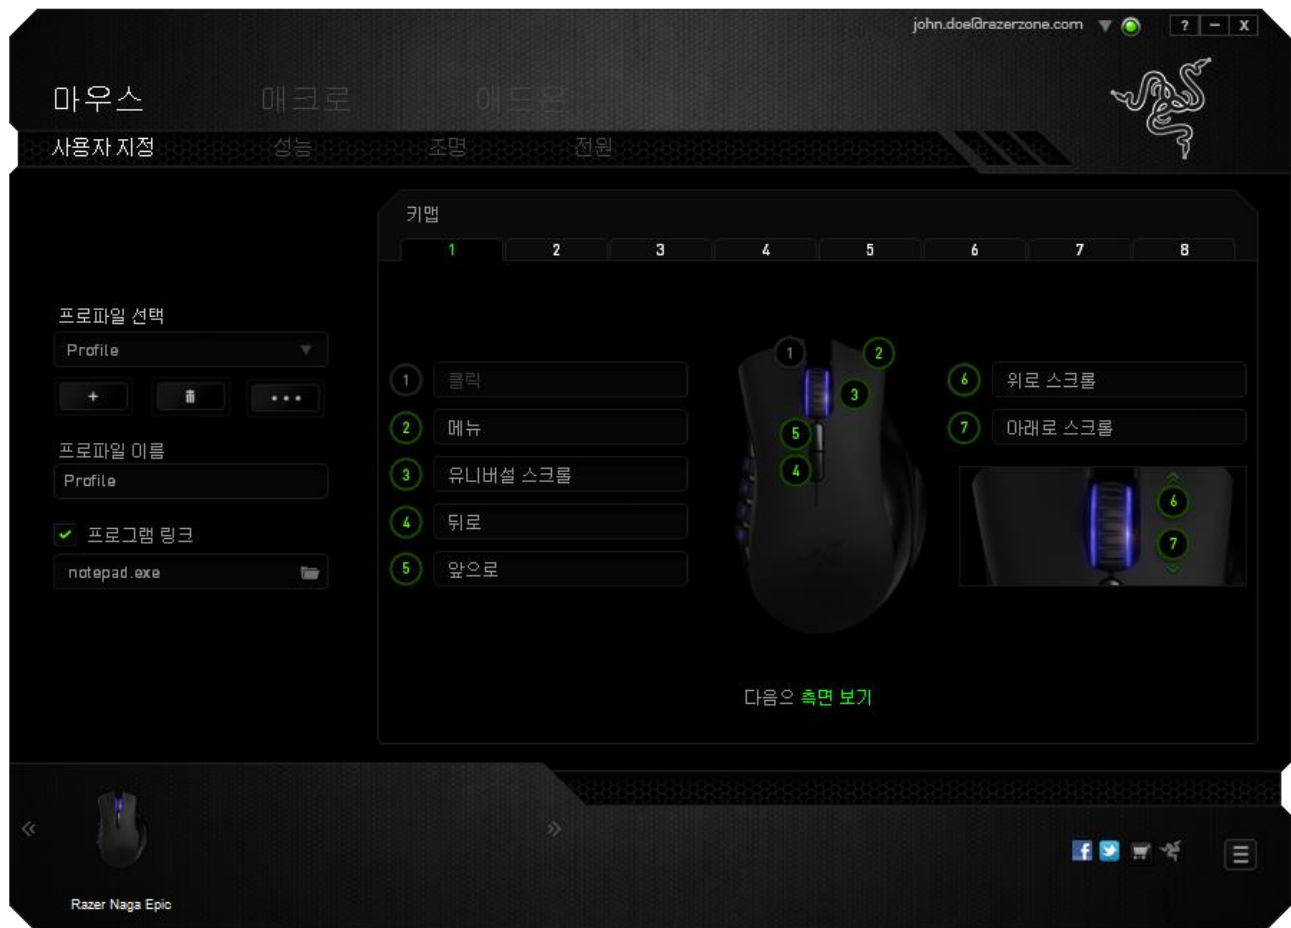 john.doe@razerzone.com
? – X
마우스 매크로 애드온
사용자 지정 성능 조명 전원
키맵
1 2 3 4 5 6 7 8
프로파일 선택
Profile
+ •••
프로파일 이름
Profile
프로그램 링크
notepad.exe
1 클릭
2 메뉴
3 유니버설 스크롤
4 뒤로
5 앞으로
1
2
3
5
4
6 위로 스크롤
7 아래로 스크롤
6
7
다음으 측면 보기
Razer Naga Epic